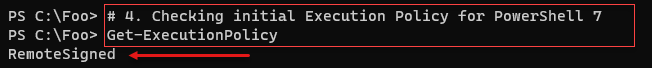 PS C:\Foo> # 4. Checking initial Execution Policy for PowerShell 7
PS C:\Foo> Get-ExecutionPolicy
RemoteSigned